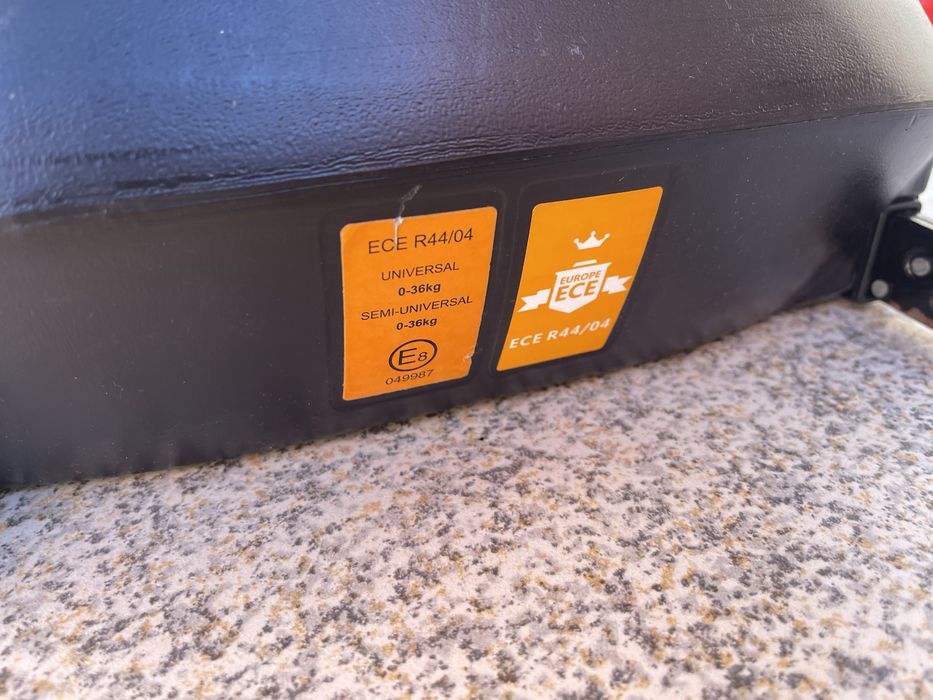 ECE R44/04
UNIVERSAL
0-36kg
SEMI-UNIVERSAL
0-36kg
E8
049987
EUROPE
ECE
ECE R44/04